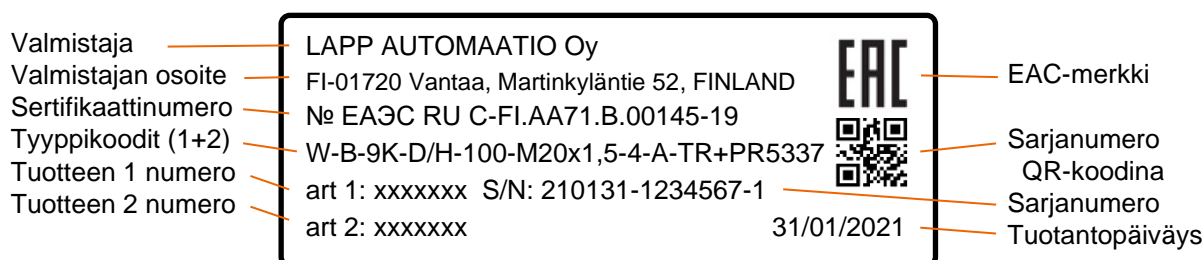 Valmistaja
Valmistajan osoite
Sertifikaattinumero
Tyyppikoodit (1+2)
Tuotteen 1 numero
Tuotteen 2 numero
LAPP AUTOMAATIO Oy
FI-01720 Vantaa, Martinkyläntie 52, FINLAND
№ ЕАЭС RU C-FI.AA71.B.00145-19
W-B-9K-D/H-100-M20x1,5-4-A-TR+PR5337
art 1: xxxxxxx S/N: 210131-1234567-1
art 2: xxxxxxx 31/01/2021
EAC
EAC-merkki
Sarjanumero
QR-koodina
Sarjanumero
Tuotantopäiväys